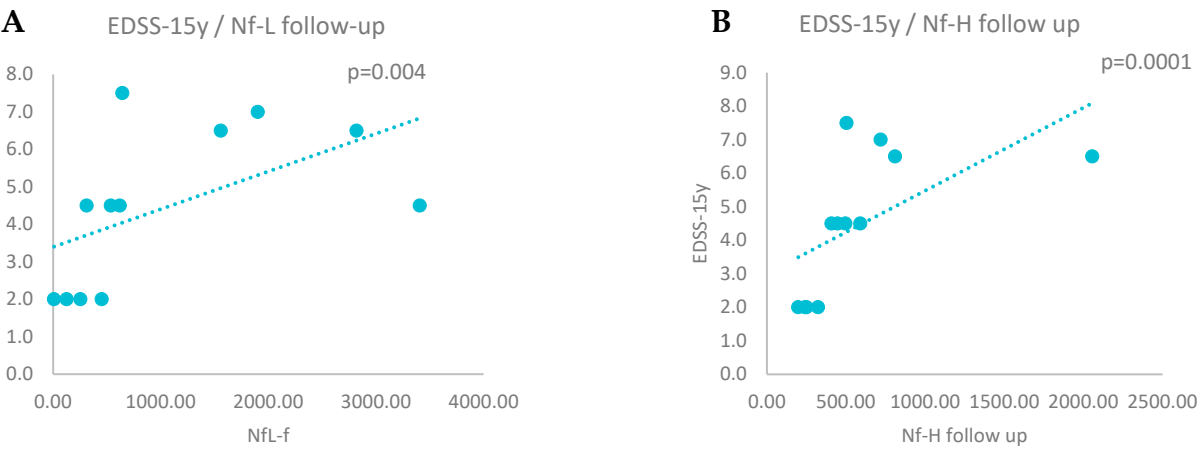 A
EDSS-15y / Nf-L follow-up
p=0.004
8.0
7.0
6.0
5.0
4.0
3.0
2.0
1.0
0.0
0.00 1000.00 2000.00 3000.00 4000.00
NfL-f
B
EDSS-15y / Nf-H follow up
p=0.0001
EDSS-15y
9.0
8.0
7.0
6.0
5.0
4.0
3.0
2.0
1.0
0.0
0.00 500.00 1000.00 1500.00 2000.00 2500.00
Nf-H follow up